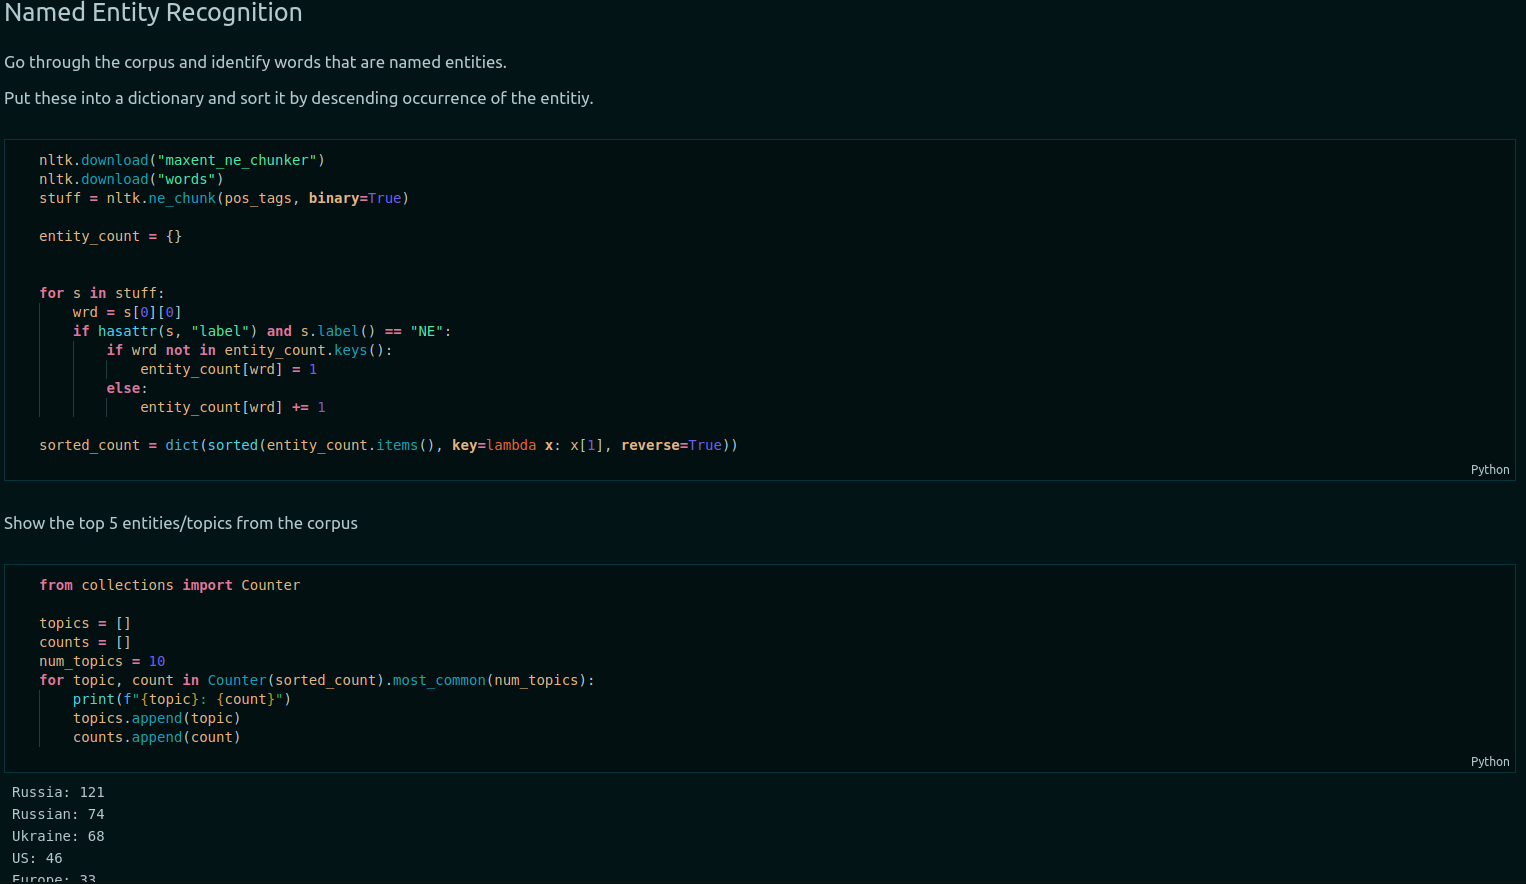 Named Entity Recognition
Go through the corpus and identify words that are named entities.
Put these into a dictionary and sort it by descending occurrence of the entitiy.
nltk.download("maxent_ne_chunker")
nltk.download("words")
stuff = nltk.ne_chunk(pos_tags, binary=True)
entity_count = {}
for s in stuff:
    wrd = s[0][0]
    if hasattr(s, "label") and s.label() == "NE":
        if wrd not in entity_count.keys():
            entity_count[wrd] = 1
        else:
            entity_count[wrd] += 1
sorted_count = dict(sorted(entity_count.items(), key=lambda x: x[1], reverse=True))
Python
Show the top 5 entities/topics from the corpus
from collections import Counter
topics = []
counts = []
num_topics = 10
for topic, count in Counter(sorted_count).most_common(num_topics):
    print(f"{topic}: {count}")
    topics.append(topic)
    counts.append(count)
Python
Russia: 121
Russian: 74
Ukraine: 68
US: 46
Europe: 33